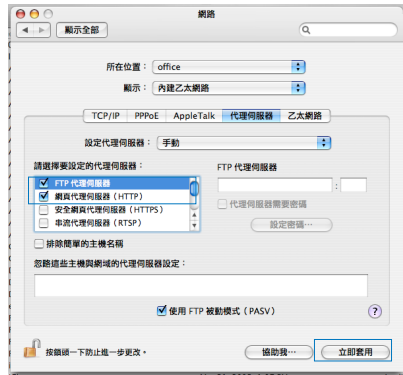 網路
顯示全部
所在位置： office
顯示： 內建乙太網路
TCP/IP PPPoE AppleTalk 代理伺服器 乙太網路
設定代理伺服器： 手動
請選擇要設定的代理伺服器： FTP 代理伺服器
FTP 代理伺服器
網頁代理伺服器（HTTP） :
安全網頁代理伺服器（HTTPS） 代理伺服器需要密碼
串流代理伺服器（RTSP） 設定密碼…
排除簡單的主機名稱
忽略這些主機與網域的代理伺服器設定：
使用 FTP 被動模式（PASV） ?
按鎖頭一下防止進一步更改。 協助我… 立即套用